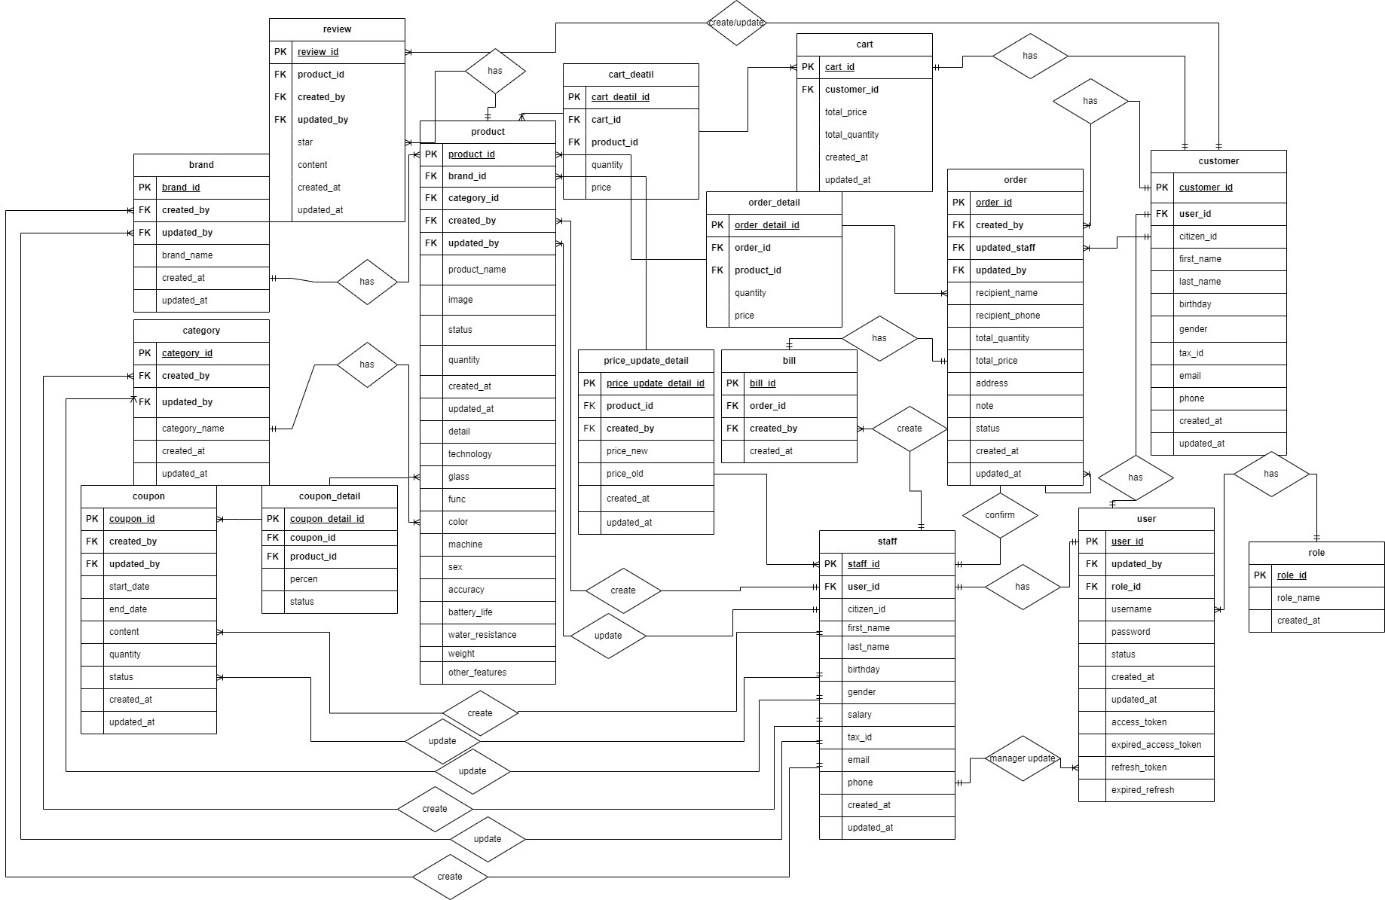 review
PK review_id
FK product_id
FK created_by
FK updated_by
star
content
created_at
updated_at
create/update
has
cart_deatil
PK cart_deatil_id
FK cart_id
FK product_id
quantity
price
cart
PK cart_id
FK customer_id
total_price
total_quantity
created_at
updated_at
has
has
customer
PK customer_id
FK user_id
citizen_id
first_name
last_name
birthday
gender
tax_id
email
phone
created_at
updated_at
brand
PK brand_id
FK created_by
FK updated_by
brand_name
created_at
updated_at
has
product
PK product_id
FK brand_id
FK category_id
FK created_by
FK updated_by
product_name
image
status
quantity
created_at
updated_at
detail
technology
glass
func
color
machine
sex
accuracy
battery_life
water_resistance
weight
other_features
order_detail
PK order_detail_id
FK order_id
FK product_id
quantity
price
order
PK order_id
FK created_by
FK updated_staff
FK updated_by
recipient_name
recipient_phone
total_quantity
total_price
address
note
status
created_at
updated_at
category
PK category_id
FK created_by
FK updated_by
category_name
created_at
updated_at
has
price_update_detail
PK price_update_detail_id
FK product_id
FK created_by
price_new
price_old
created_at
updated_at
bill
PK bill_id
FK order_id
FK created_by
created_at
has
create
confirm
has
has
coupon
PK coupon_id
FK created_by
FK updated_by
start_date
end_date
content
quantity
status
created_at
updated_at
coupon_detail
PK coupon_detail_id
FK coupon_id
FK product_id
percen
status
staff
PK staff_id
FK user_id
citizen_id
first_name
last_name
birthday
gender
salary
tax_id
email
phone
created_at
updated_at
has
user
PK user_id
FK updated_by
FK role_id
username
password
status
created_at
updated_at
access_token
expired_access_token
refresh_token
expired_refresh
role
PK role_id
role_name
created_at
create
update
create
update
update
create
update
create
manager update